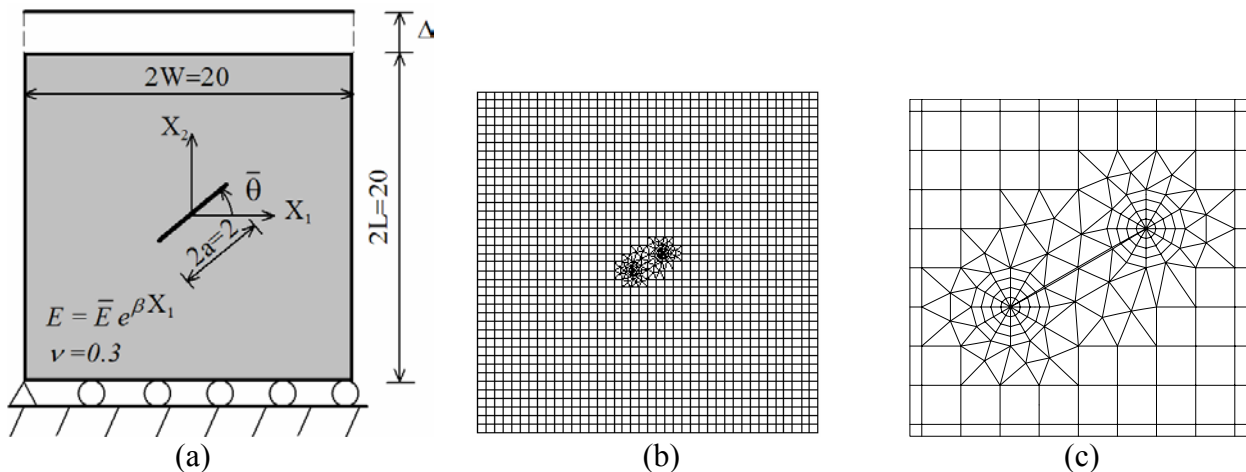 Δ
2W=20
X₂
θ̄
X₁
2a=2
2L=20
E = E̅ e^{βX₁}
ν =0.3
(a)
(b)
(c)